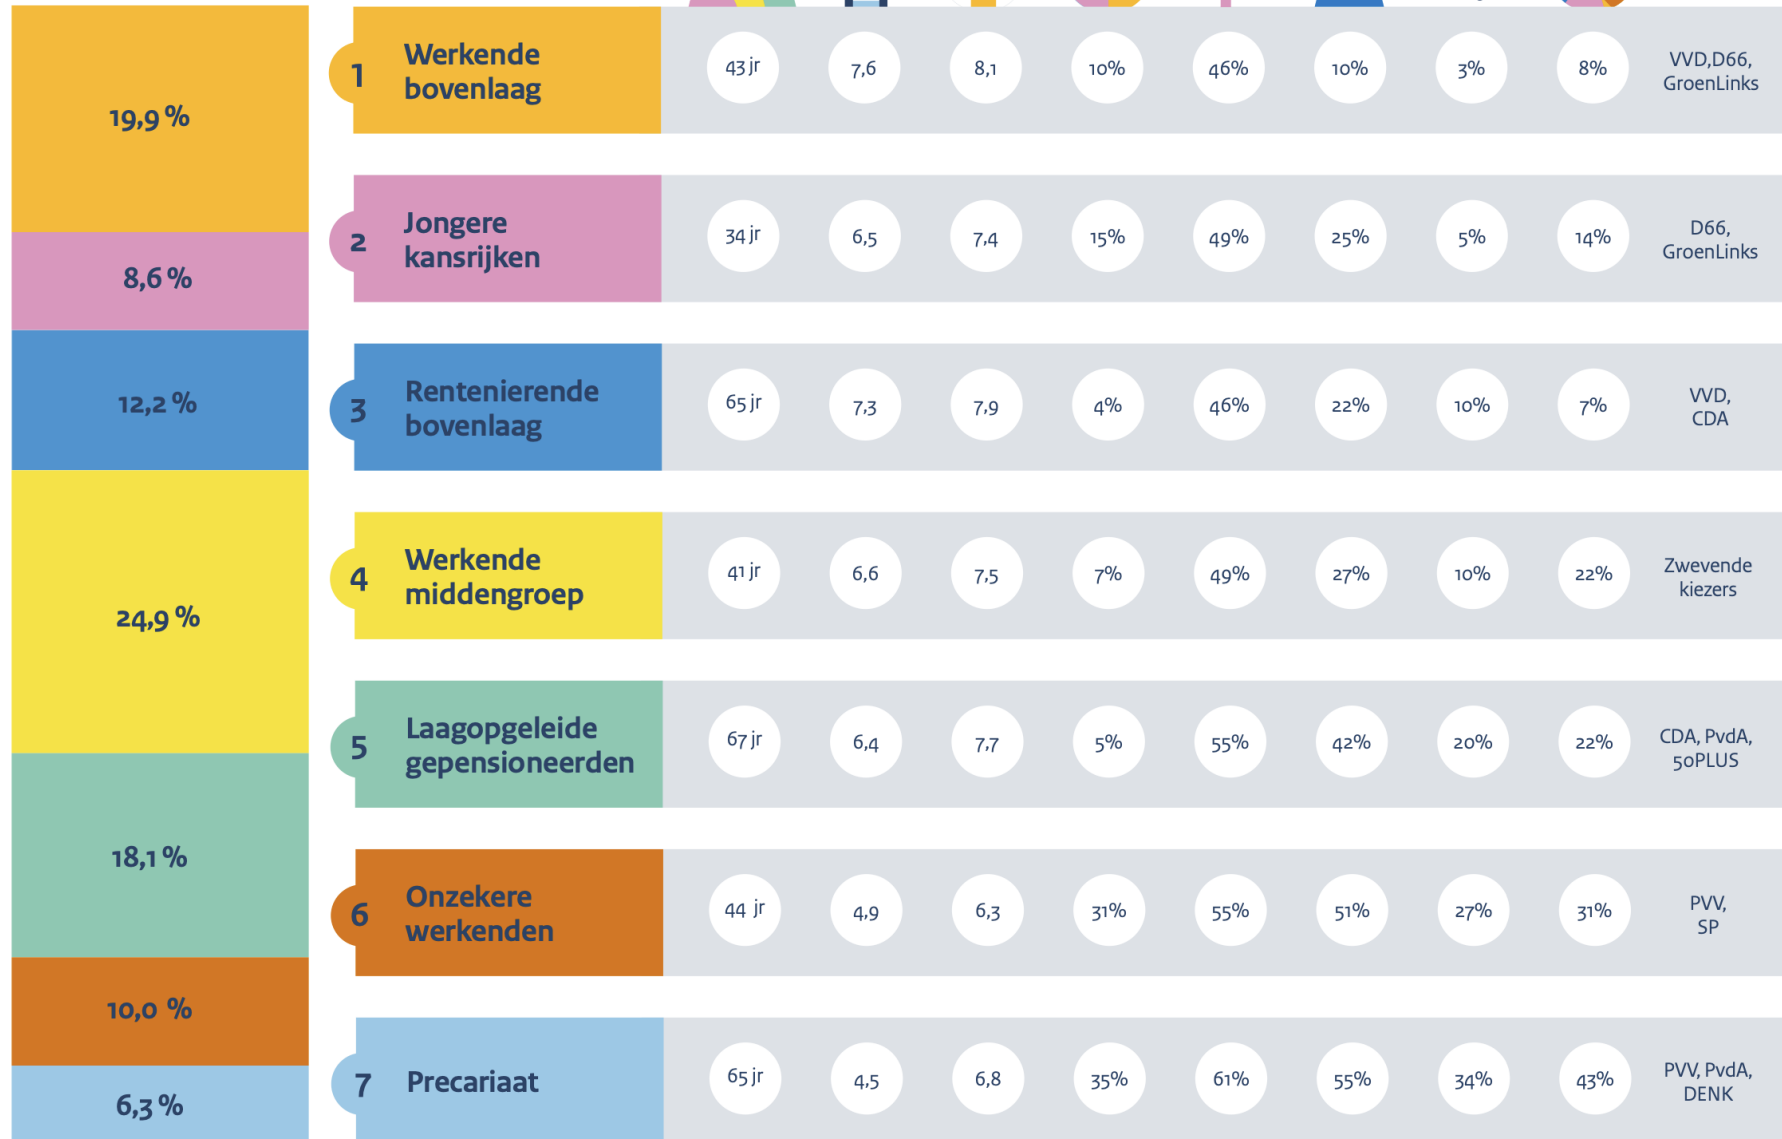 19,9 %
8,6 %
12,2 %
24,9 %
18,1 %
10,0 %
6,3 %
1
Werkende
bovenlaag
43 jr 7,6 8,1 10% 46% 10% 3% 8%
VVD,D66,
GroenLinks
2
Jongere
kansrijken
34 jr 6,5 7,4 15% 49% 25% 5% 14%
D66,
GroenLinks
3
Rentenierende
bovenlaag
65 jr 7,3 7,9 4% 46% 22% 10% 7%
VVD,
CDA
4
Werkende
middengroep
41 jr 6,6 7,5 7% 49% 27% 10% 22%
Zwevende
kiezers
5
Laagopgeleide
gepensioneerden
67 jr 6,4 7,7 5% 55% 42% 20% 22%
CDA, PvdA,
50PLUS
6
Onzekere
werkenden
44 jr 4,9 6,3 31% 55% 51% 27% 31%
PVV,
SP
7
Precariaat
65 jr 4,5 6,8 35% 61% 55% 34% 43%
PVV, PvdA,
DENK